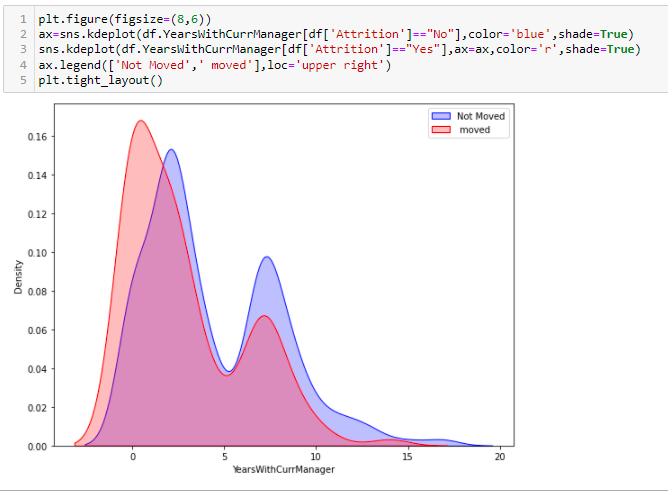 1 plt.figure(figsize=(8,6))
2 ax=sns.kdeplot(df.YearsWithCurrManager[df['Attrition']=="No"],color='blue',shade=True)
3 sns.kdeplot(df.YearsWithCurrManager[df['Attrition']=="Yes"],ax=ax,color='r',shade=True)
4 ax.legend(['Not Moved',' moved'],loc='upper right')
5 plt.tight_layout()
Not Moved
moved
0.16
0.14
0.12
0.10
0.08
0.06
0.04
0.02
0.00
Density
0 5 10 15 20
YearsWithCurrManager